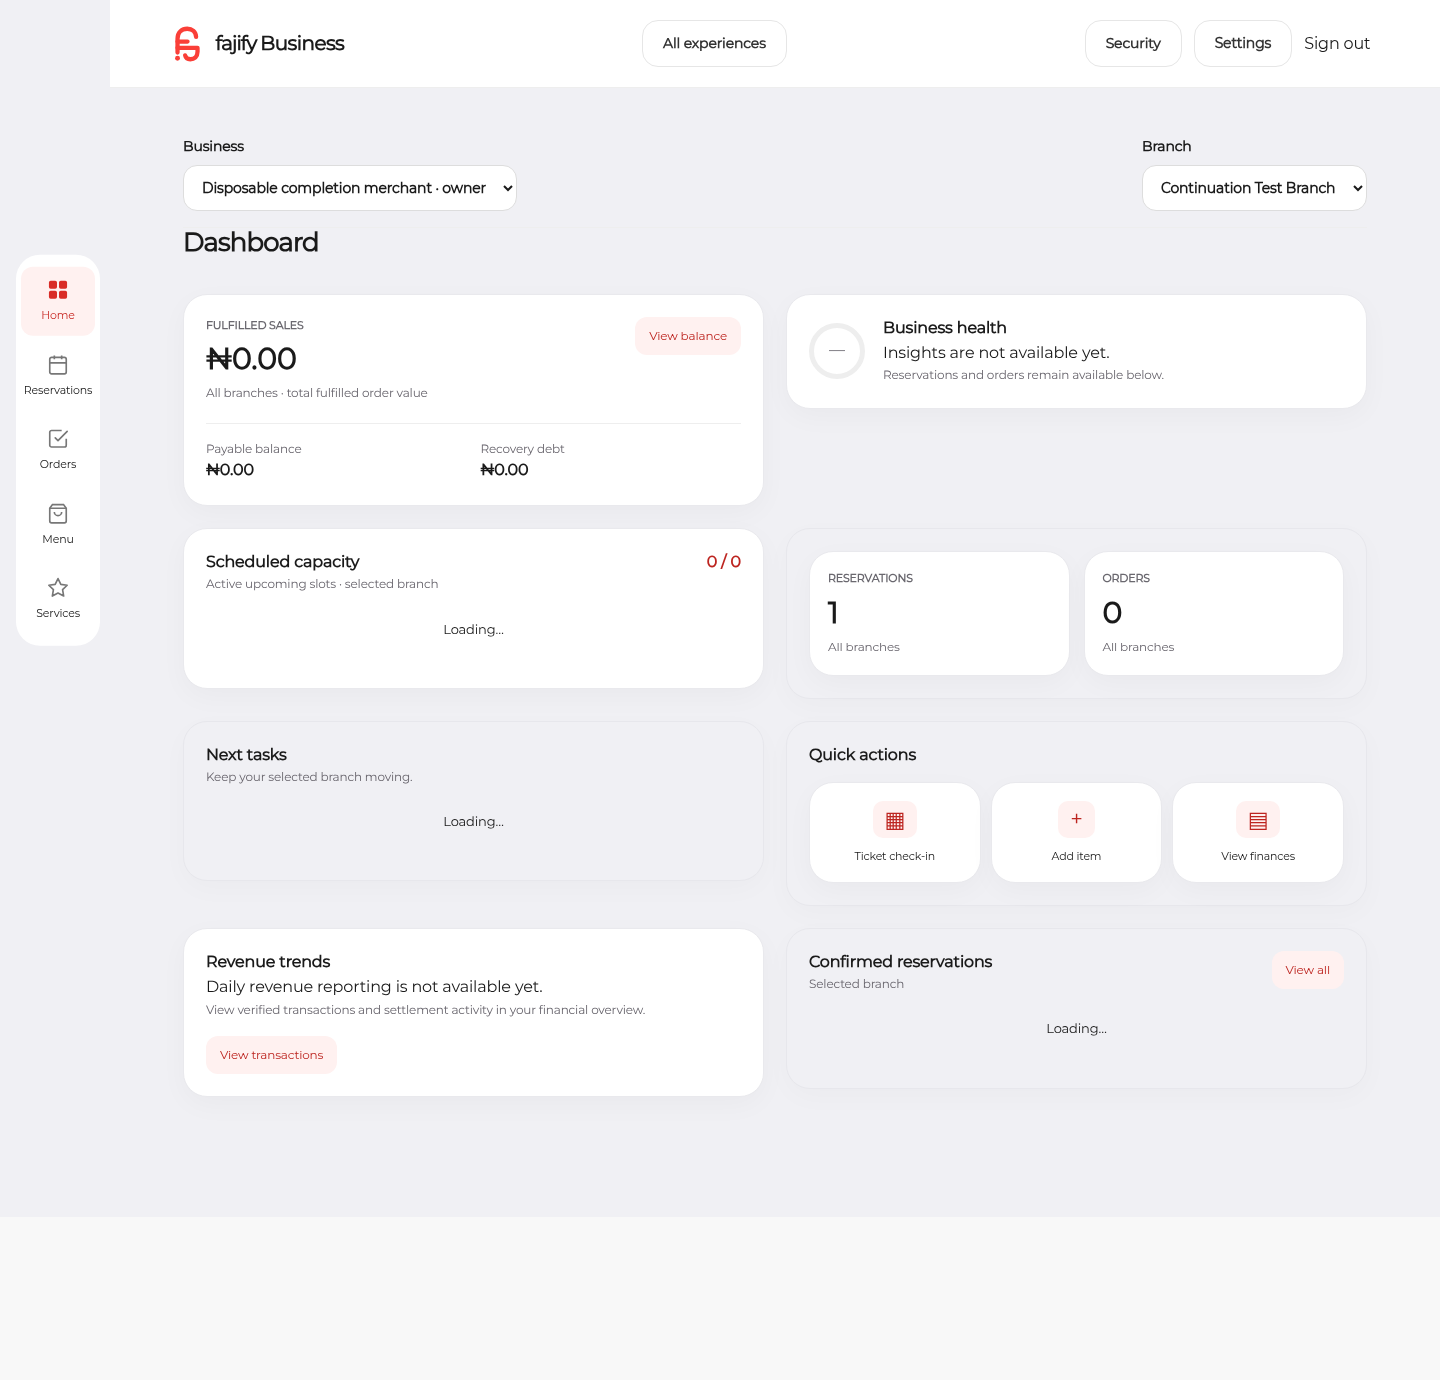 fajify Business
All experiences
Security
Settings
Sign out
Business
Disposable completion merchant · owner
Branch
Continuation Test Branch
Dashboard
Home
Reservations
Orders
Menu
Services
FULFILLED SALES
₦0.00
All branches · total fulfilled order value
View balance
Payable balance
₦0.00
Recovery debt
₦0.00
—
Business health
Insights are not available yet.
Reservations and orders remain available below.
Scheduled capacity
0 / 0
Active upcoming slots · selected branch
Loading...
RESERVATIONS
1
All branches
ORDERS
0
All branches
Next tasks
Keep your selected branch moving.
Loading...
Quick actions
Ticket check-in
+
Add item
View finances
Revenue trends
Daily revenue reporting is not available yet.
View verified transactions and settlement activity in your financial overview.
View transactions
Confirmed reservations
Selected branch
View all
Loading...